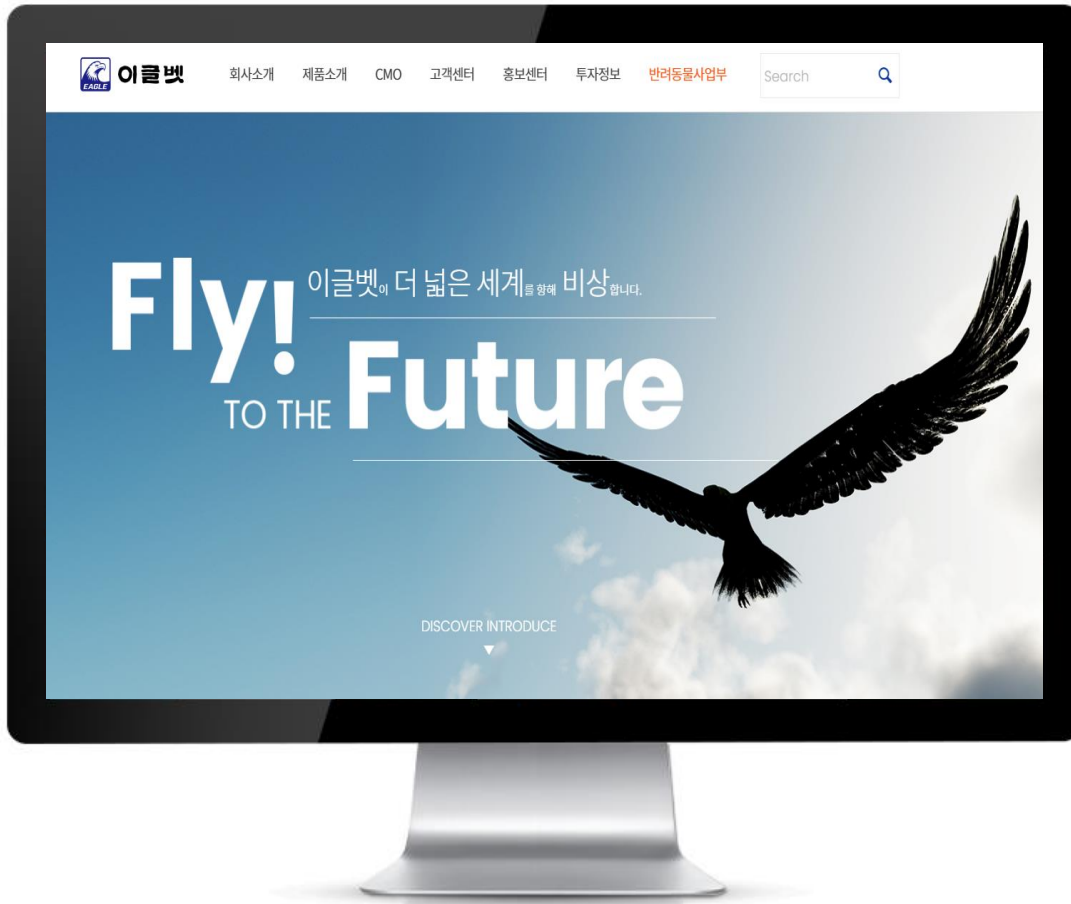 EAGLE 이글벳 회사소개 제품소개 CMO 고객센터 홍보센터 투자정보 반려동물사업부 Search
Fly! 이글벳이 더 넓은 세계를 향해 비상합니다.
TO THE Future
DISCOVER INTRODUCE